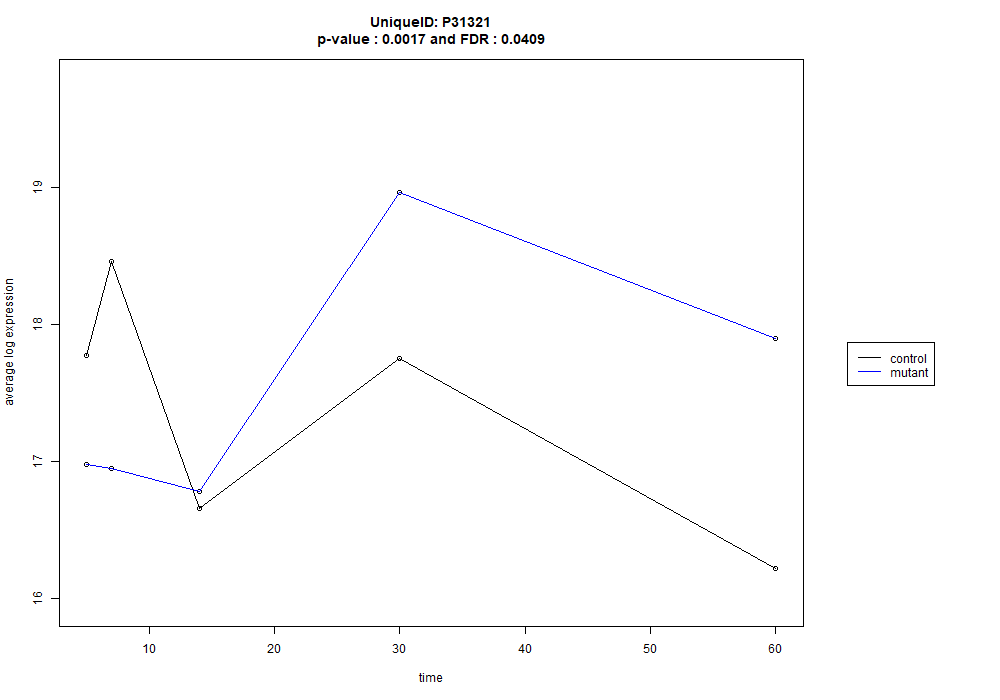 UniqueID: P31321
p-value : 0.0017 and FDR : 0.0409
average log expression
19
18
17
16
10
20
30
40
50
60
time
control
mutant